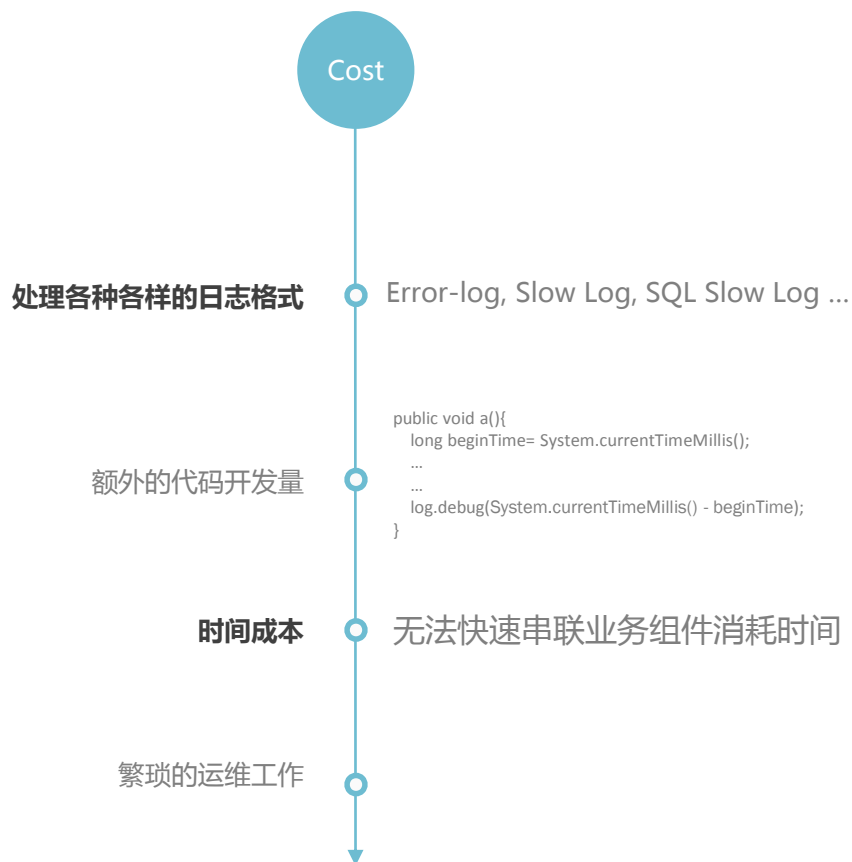 Cost
处理各种各样的日志格式
Error-log, Slow Log, SQL Slow Log ...
额外的代码开发量
public void a(){
long beginTime= System.currentTimeMillis();
...
...
log.debug(System.currentTimeMillis() - beginTime);
}
时间成本
无法快速串联业务组件消耗时间
繁琐的运维工作